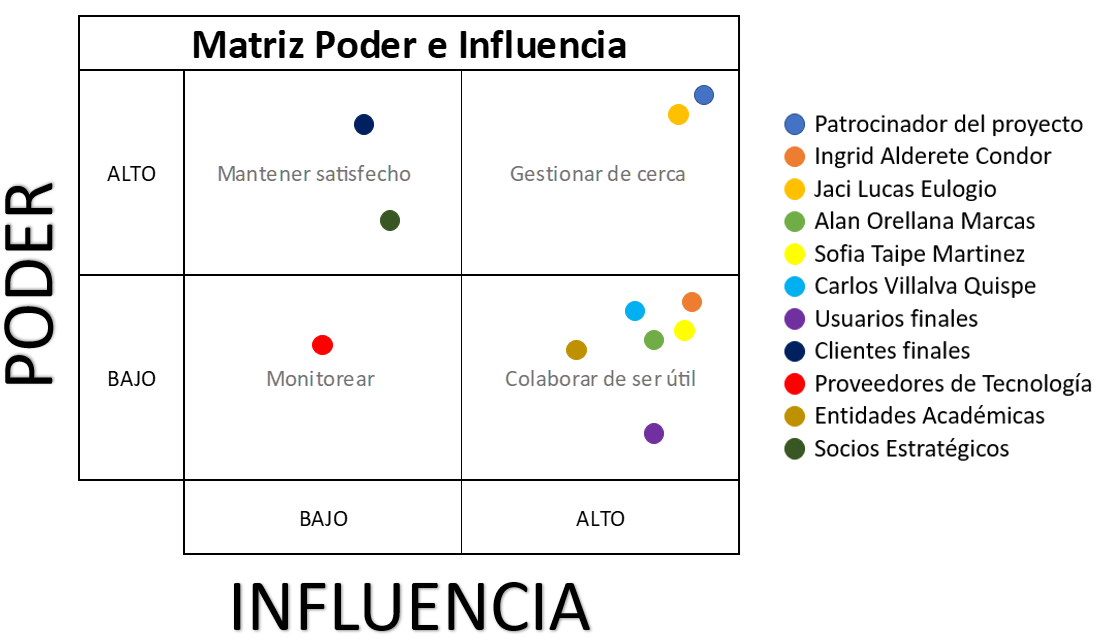 Matriz Poder e Influencia
PODER
ALTO
Mantener satisfecho
Gestionar de cerca
BAJO
Monitorear
Colaborar de ser útil
BAJO
ALTO
INFLUENCIA
Patrocinador del proyecto
Ingrid Alderete Condor
Jaci Lucas Eulogio
Alan Orellana Marcas
Sofia Taipe Martinez
Carlos Villalva Quispe
Usuarios finales
Clientes finales
Proveedores de Tecnología
Entidades Académicas
Socios Estratégicos